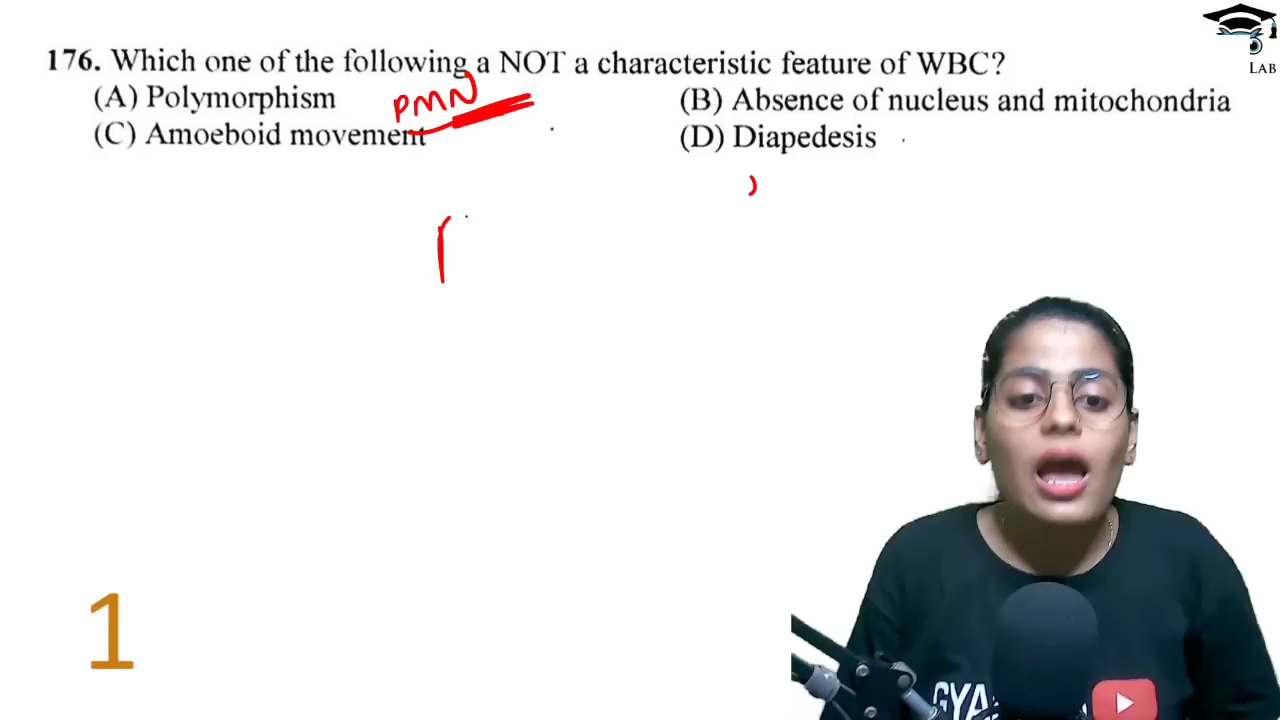 176. Which one of the following a NOT a characteristic feature of WBC?
(A) Polymorphism
PMN
(B) Absence of nucleus and mitochondria
(C) Amoeboid movement
(D) Diapedesis
LAB
1
GYA